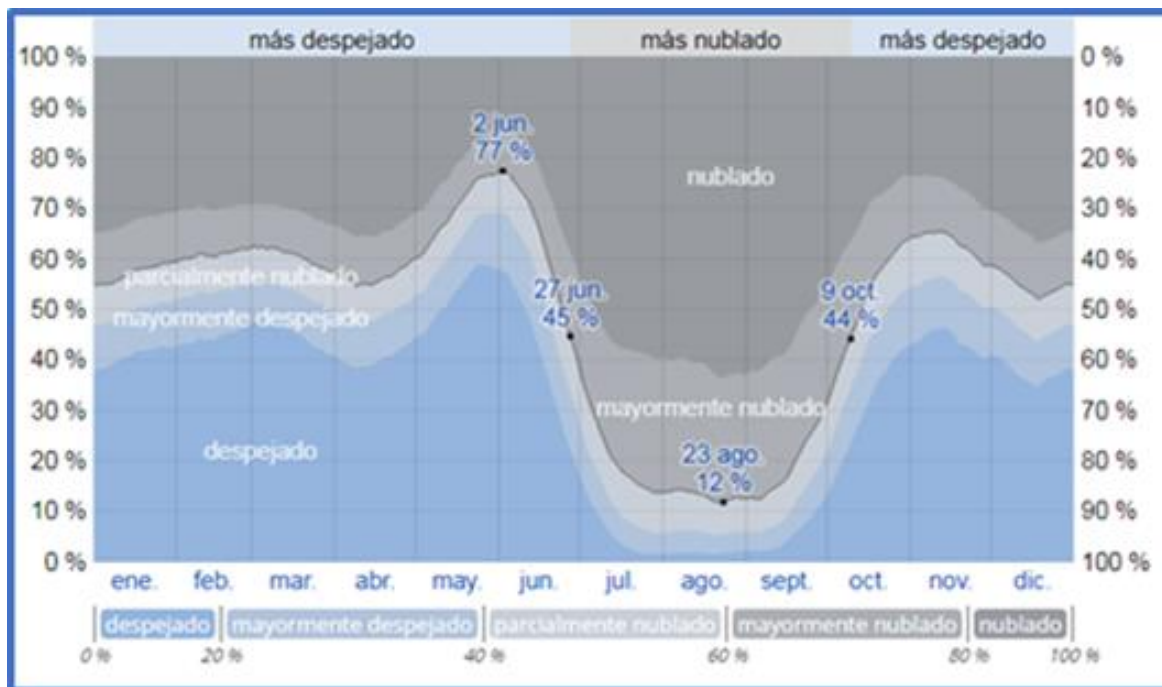 más despejado más nublado más despejado
100 % 0 %
90 % 10 %
2 jun.
77 %
80 % 20 %
nublado
70 % 30 %
60 % 40 %
parcialmente nublado
27 jun. 9 oct.
50 % 50 %
mayormente despejado 45 % 44 %
40 % 60 %
30 % 70 %
mayormente nublado
despejado 23 ago.
20 % 80 %
12 %
10 % 90 %
0 % 100 %
ene. feb. mar. abr. may. jun. jul. ago. sept. oct. nov. dic.
despejado mayormente despejado parcialmente nublado mayormente nublado nublado
0 % 20 % 40 % 60 % 80 % 100 %